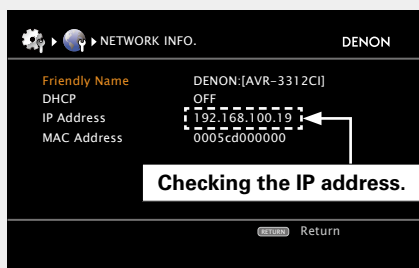 NETWORK INFO. DENON
Friendly Name DENON:[AVR-3312CI]
DHCP OFF
IP Address 192.168.100.19
MAC Address 0005cd000000
Checking the IP address.
RETURN Return